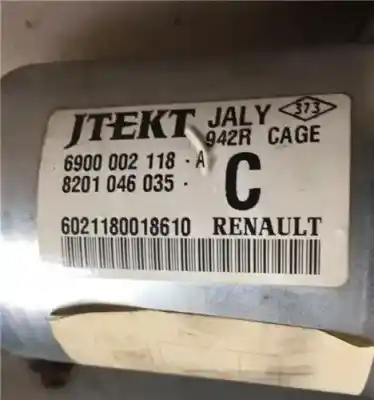 JTEKT JALY 373
942R CAGE
6900 002 118 - A
8201 046 035 - C
6021180018610 RENAULT